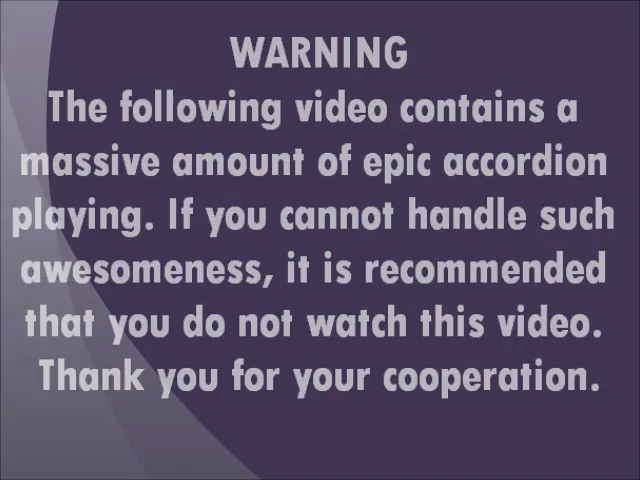 WARNING
The following video contains a
massive amount of epic accordion
playing. If you cannot handle such
awesomeness, it is recommended
that you do not watch this video.
Thank you for your cooperation.